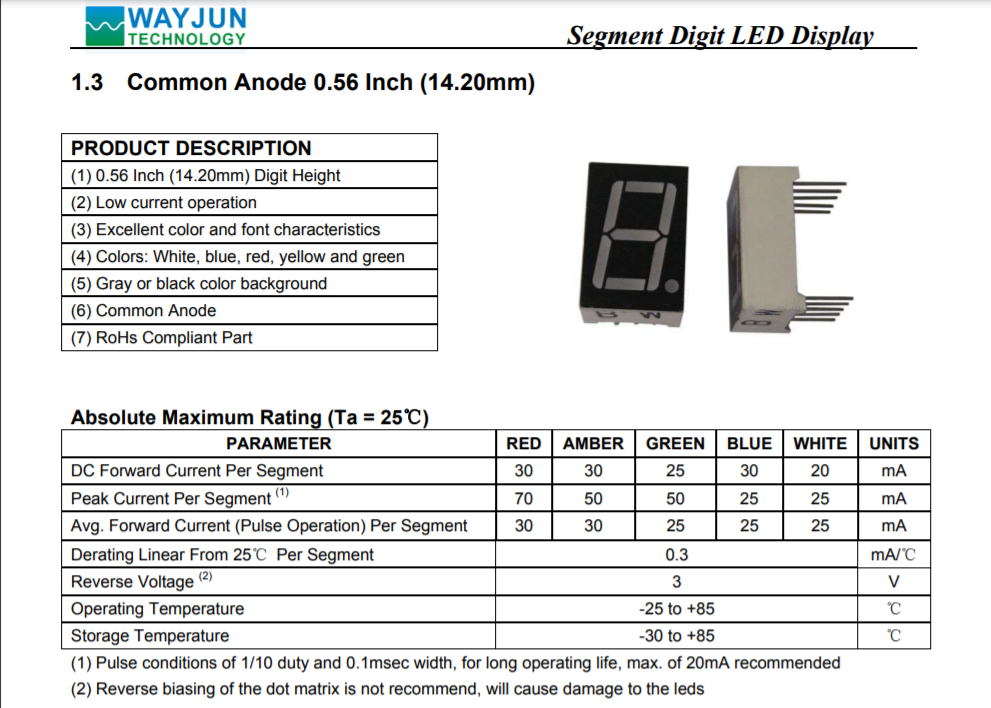 WAYJUN
TECHNOLOGY
Segment Digit LED Display
1.3 Common Anode 0.56 Inch (14.20mm)
PRODUCT DESCRIPTION
(1) 0.56 Inch (14.20mm) Digit Height
(2) Low current operation
(3) Excellent color and font characteristics
(4) Colors: White, blue, red, yellow and green
(5) Gray or black color background
(6) Common Anode
(7) RoHs Compliant Part
Absolute Maximum Rating (Ta = 25℃)
PARAMETER RED AMBER GREEN BLUE WHITE UNITS
DC Forward Current Per Segment 30 30 25 30 20 mA
Peak Current Per Segment (1) 70 50 50 25 25 mA
Avg. Forward Current (Pulse Operation) Per Segment 30 30 25 25 25 mA
Derating Linear From 25℃ Per Segment 0.3 mA/℃
Reverse Voltage (2) 3 V
Operating Temperature -25 to +85 ℃
Storage Temperature -30 to +85 ℃
(1) Pulse conditions of 1/10 duty and 0.1msec width, for long operating life, max. of 20mA recommended
(2) Reverse biasing of the dot matrix is not recommend, will cause damage to the leds